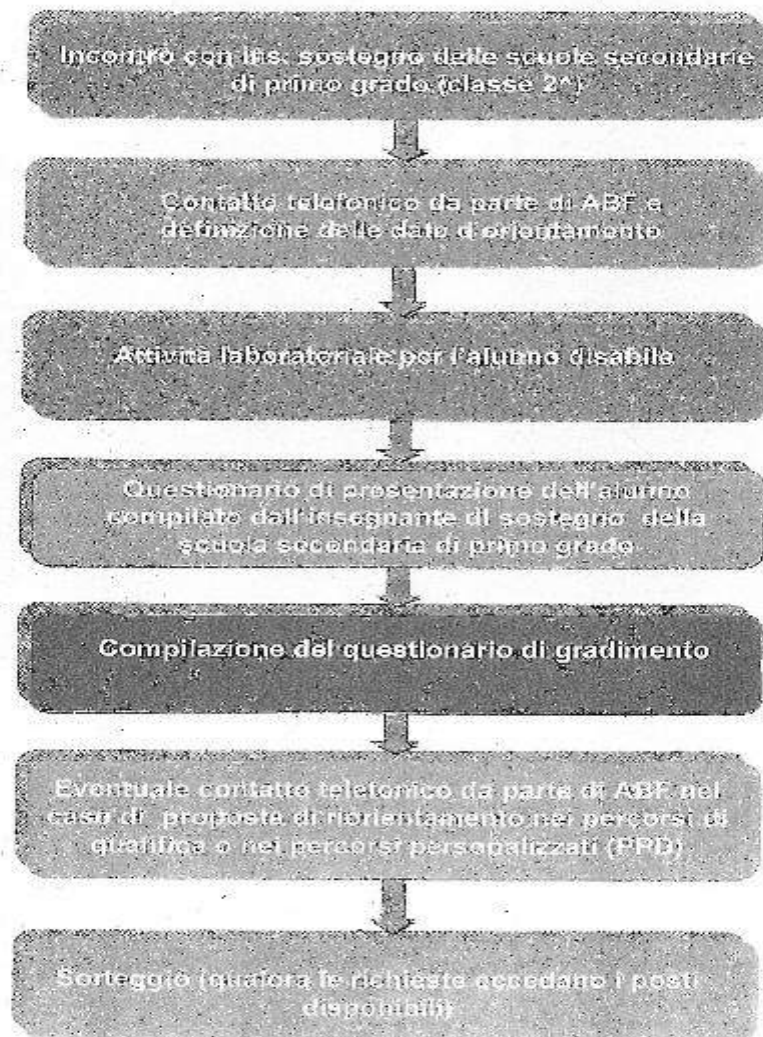 Incontro con ins. sostegno delle scuole secondarie
di primo grado (classe 2^)
Contatto telefonico da parte di ABF e
definizione delle date d'orientamento
Attività laboratoriale per l'alunno disabile
Questionario di presentazione dell'alunno
compilato dall'insegnante di sostegno della
scuola secondaria di primo grado
Compilazione del questionario di gradimento
Eventuale contatto telefonico da parte di ABF nel
caso di proposte di riorientamento nei percorsi di
qualifica o nei percorsi personalizzati (PPD)
Sorteggio (qualora le richieste eccedano i posti
disponibili)